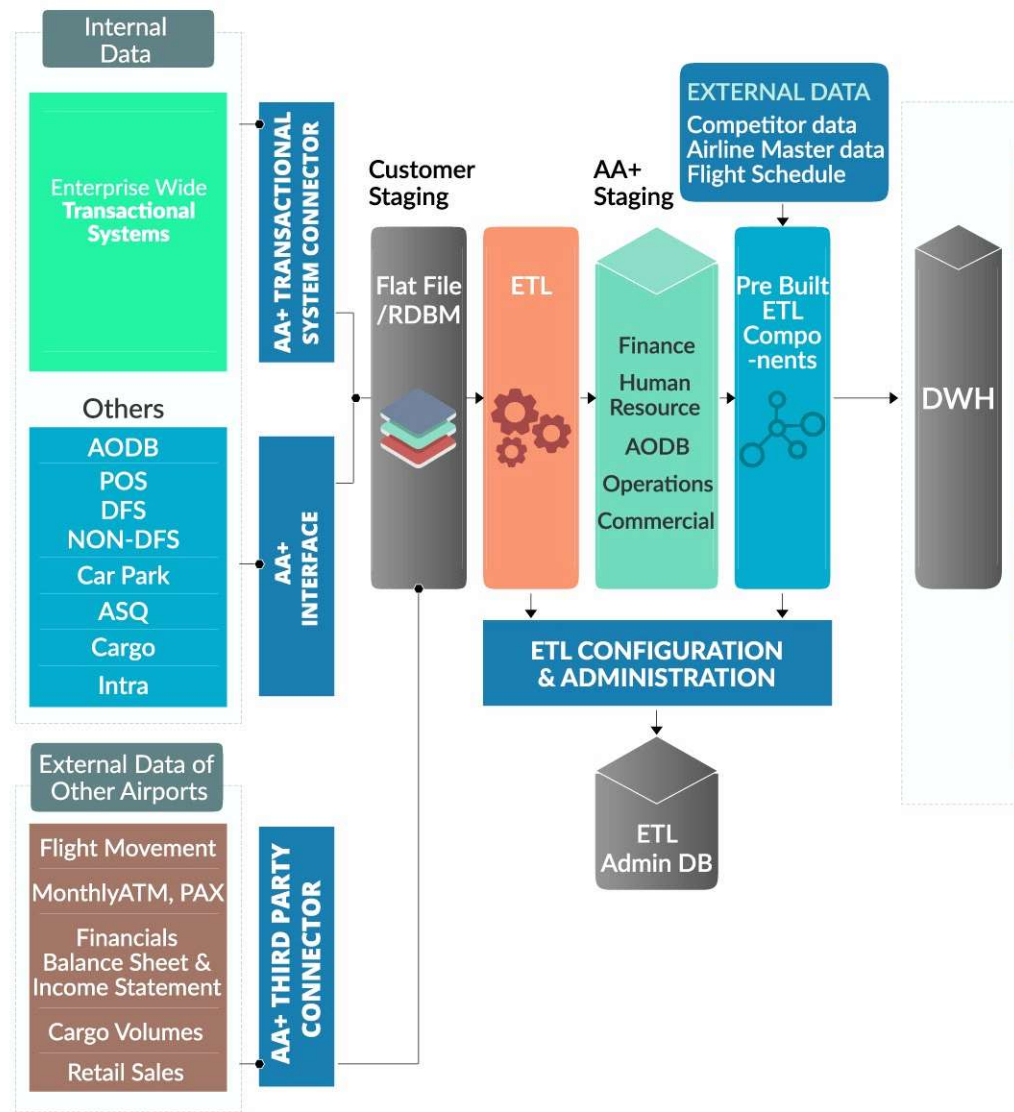 Internal
Data
Enterprise Wide
Transactional
Systems
Others
AODB
POS
DFS
NON-DFS
Car Park
ASQ
Cargo
Intra
External Data of
Other Airports
Flight Movement
MonthlyATM, PAX
Financials
Balance Sheet &
Income Statement
Cargo Volumes
Retail Sales
AA+ TRANSACTIONAL
SYSTEM CONNECTOR
AA+
INTERFACE
AA+ THIRD PARTY
CONNECTOR
Customer
Staging
Flat File
/RDBM
ETL
AA+
Staging
Finance
Human
Resource
AODB
Operations
Commercial
EXTERNAL DATA
Competitor data
Airline Master data
Flight Schedule
Pre Built
ETL
Compo
-nents
DWH
ETL CONFIGURATION
& ADMINISTRATION
ETL
Admin DB